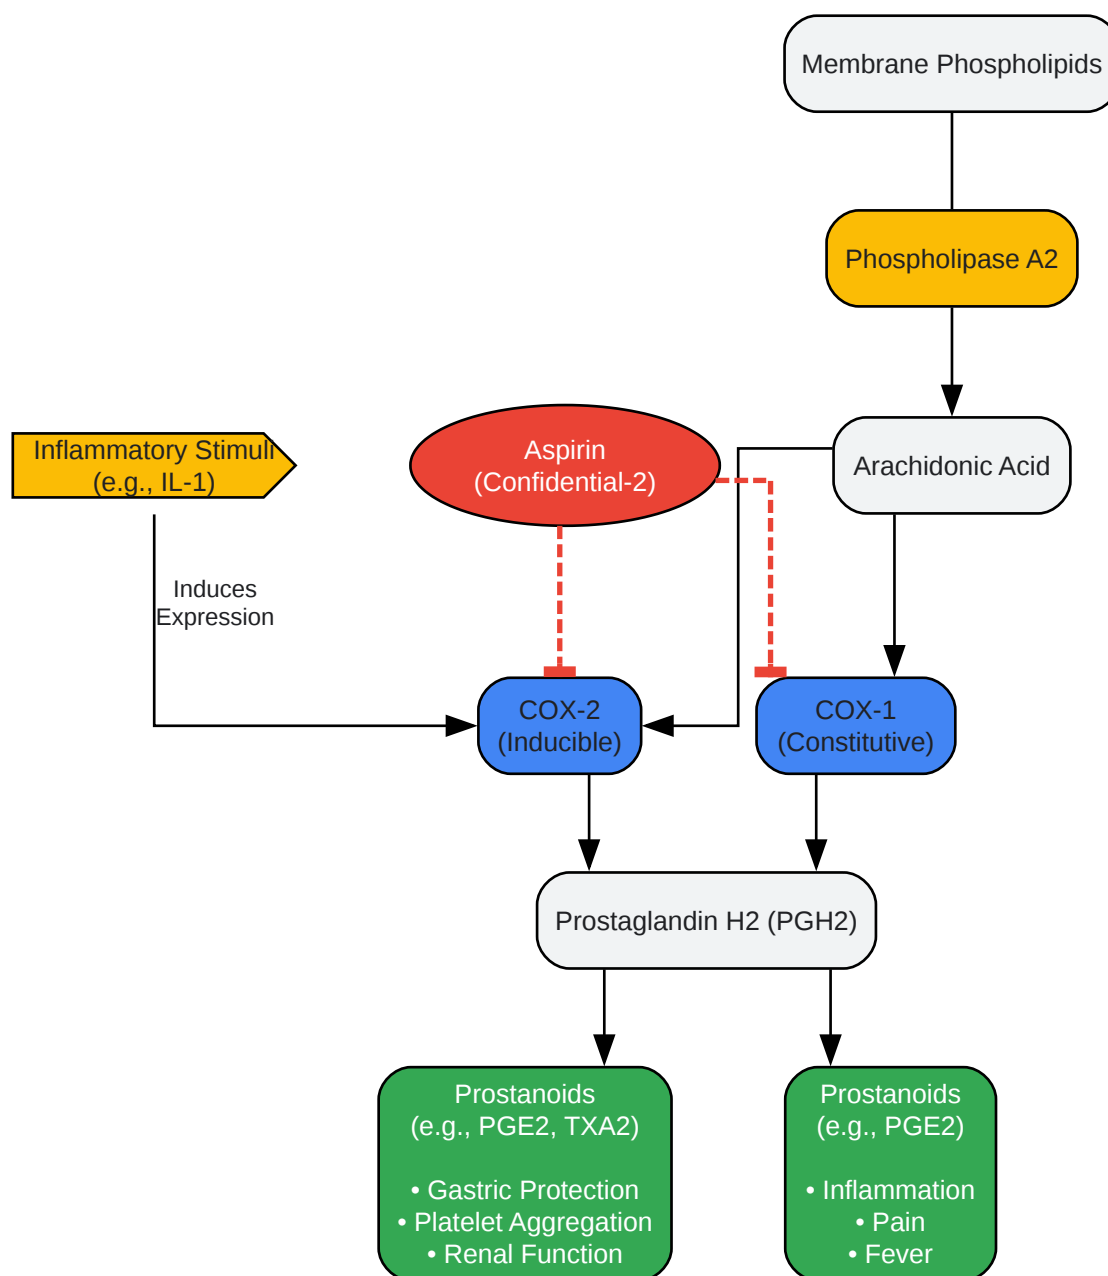 Membrane Phospholipids
Phospholipase A2
Inflammatory Stimuli
(e.g., IL-1)
Aspirin
(Confidential-2)
Arachidonic Acid
Induces
Expression
COX-2
(Inducible)
COX-1
(Constitutive)
Prostaglandin H2 (PGH2)
Prostanoids
(e.g., PGE2, TXA2)
• Gastric Protection
• Platelet Aggregation
• Renal Function
Prostanoids
(e.g., PGE2)
• Inflammation
• Pain
• Fever